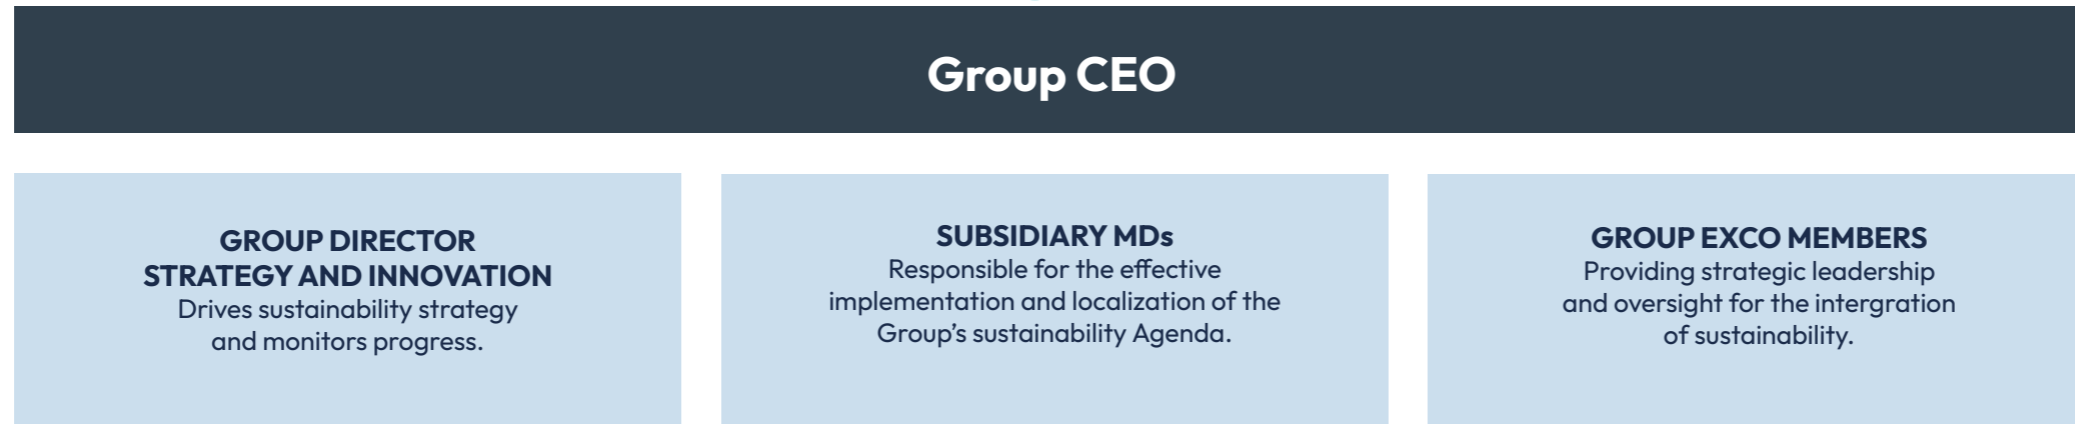 Group CEO
GROUP DIRECTOR
STRATEGY AND INNOVATION
Drives sustainability strategy
and monitors progress.
SUBSIDIARY MDs
Responsible for the effective
implementation and localization of the
Group's sustainability Agenda.
GROUP EXCO MEMBERS
Providing strategic leadership
and oversight for the intergration
of sustainability.